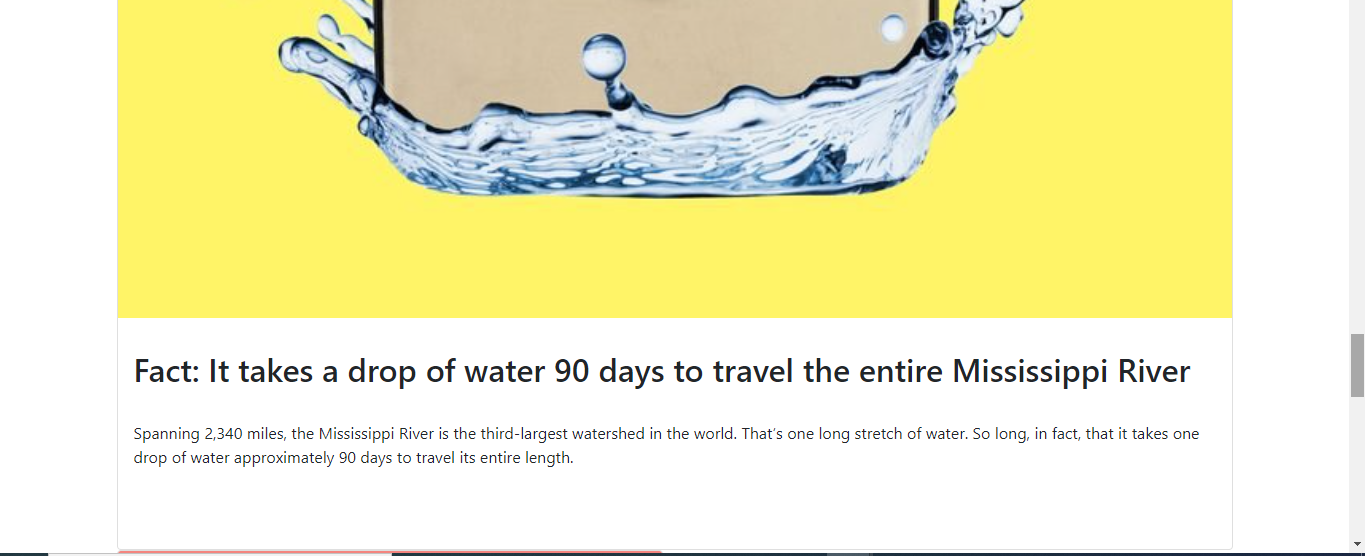 Fact: It takes a drop of water 90 days to travel the entire Mississippi River
Spanning 2,340 miles, the Mississippi River is the third-largest watershed in the world. That’s one long stretch of water. So long, in fact, that it takes one
drop of water approximately 90 days to travel its entire length.